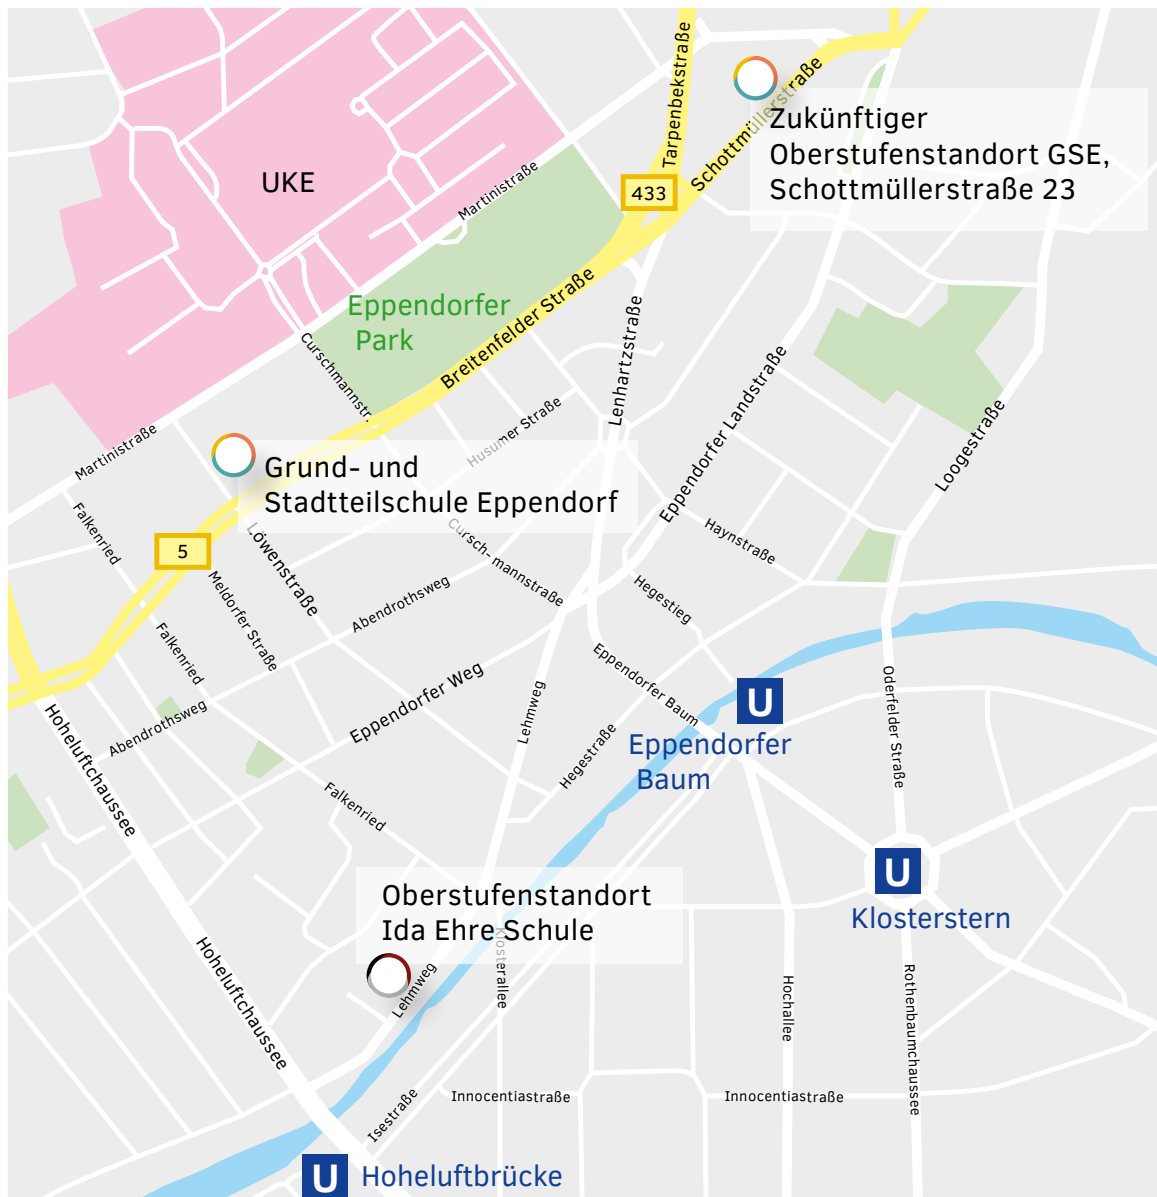 Tarpenbekstraße
Schottmüllerstraße
Zukünftiger
Oberstufenstandort GSE,
Schottmüllerstraße 23
UKE
Martinistraße
433
Eppendorfer
Park
Breitenfelder Straße
Lenhartzstraße
Curschmannstr.
Eppendorfer Landstraße
Husumer Straße
Loogestraße
Martinistraße
Grund- und
Stadtteilschule Eppendorf
Falkenried
5
Löwenstraße
Cursch- mannstraße
Haynstraße
Meldorfer Straße
Abendrothsweg
Hegestieg
Falkenried
Eppendorfer Weg
Eppendorfer Baum
Oderfelder Straße
Lehmweg
U
Eppendorfer
Baum
Abendrothsweg
Hoheluftchaussee
Hegestraße
Falkenried
U
Klosterstern
Oberstufenstandort
Ida Ehre Schule
Lehmweg
Klosterallee
Hoheluftchaussee
Hochallee
Rothenbaumchaussee
Isestraße
Innocentiastraße
Innocentiastraße
U
Hoheluftbrücke